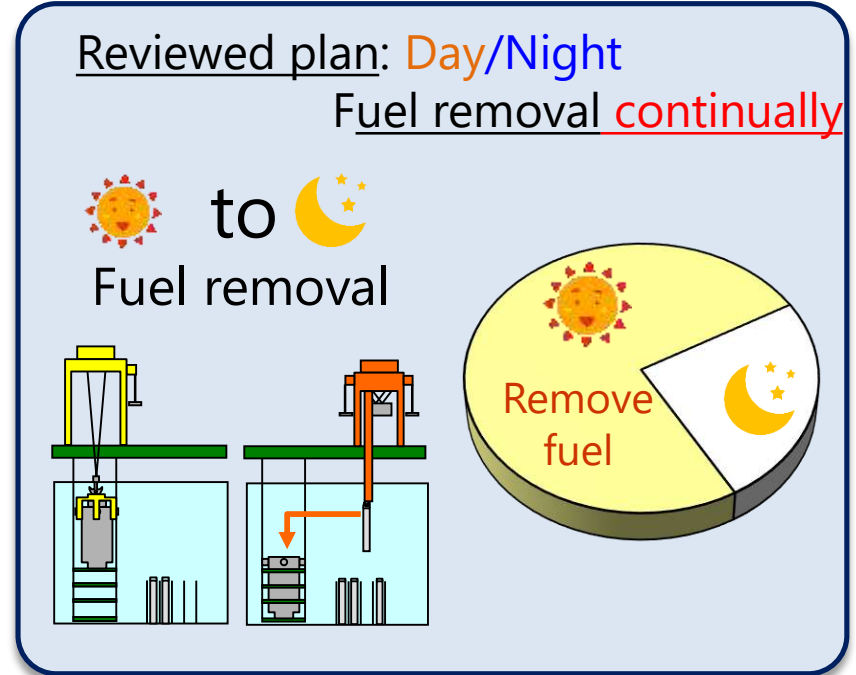 Reviewed plan: Day/Night
Fuel removal continually
to
Fuel removal
Remove
fuel